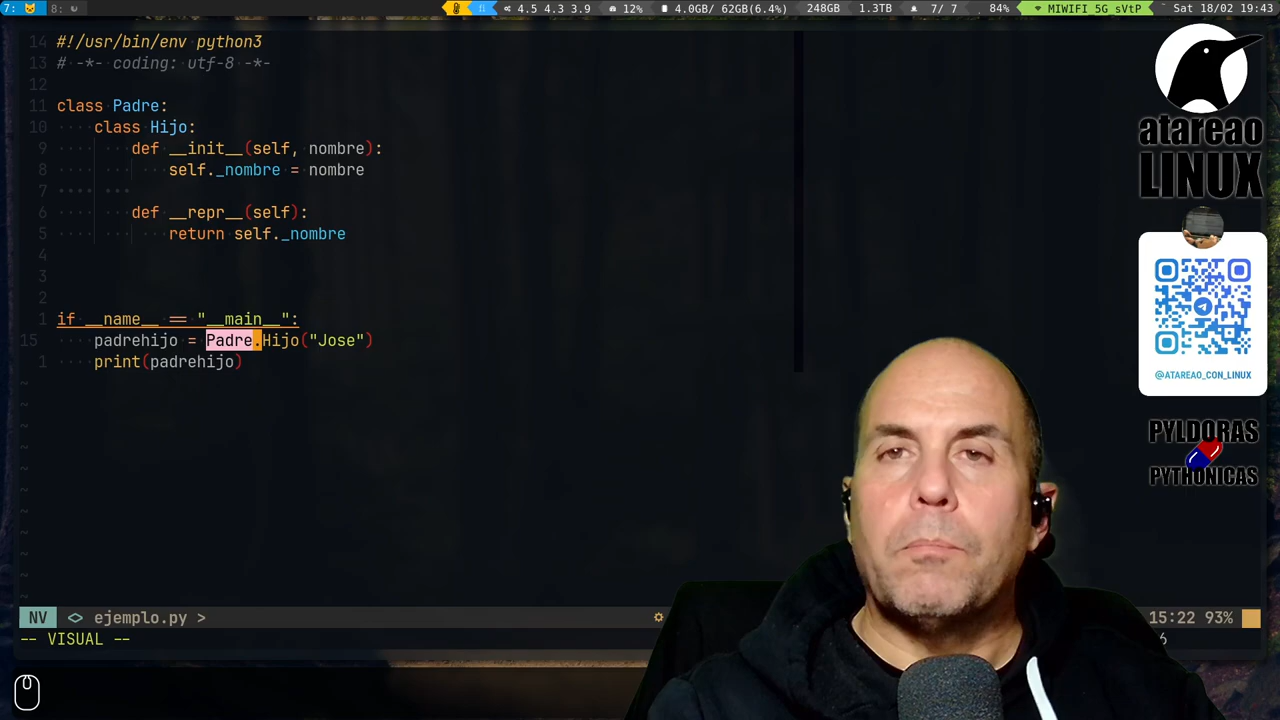 7: 8: 4.5 4.3 3.9 12% 4.0GB/ 62GB(6.4%) 248GB 1.3TB 7/ 7 84% MIWIFI 5G sVtP Sat 18/02 19:43
14 #!/usr/bin/env python3
13 # -*- coding: utf-8 -*-
12
11 class Padre:
10 class Hijo:
9 def __init__(self, nombre):
8 self._nombre = nombre
7
6 def __repr__(self):
5 return self._nombre
4
3
2
1 if __name__ == "__main__":
15 padrehijo = Padre.Hijo("Jose")
1 print(padrehijo)
NV <> ejemplo.py > 15:22 93%
-- VISUAL -- 6
atareao
LINUX
@ATAREAO_CON_LINUX
PYLDORAS
PYTHONICAS